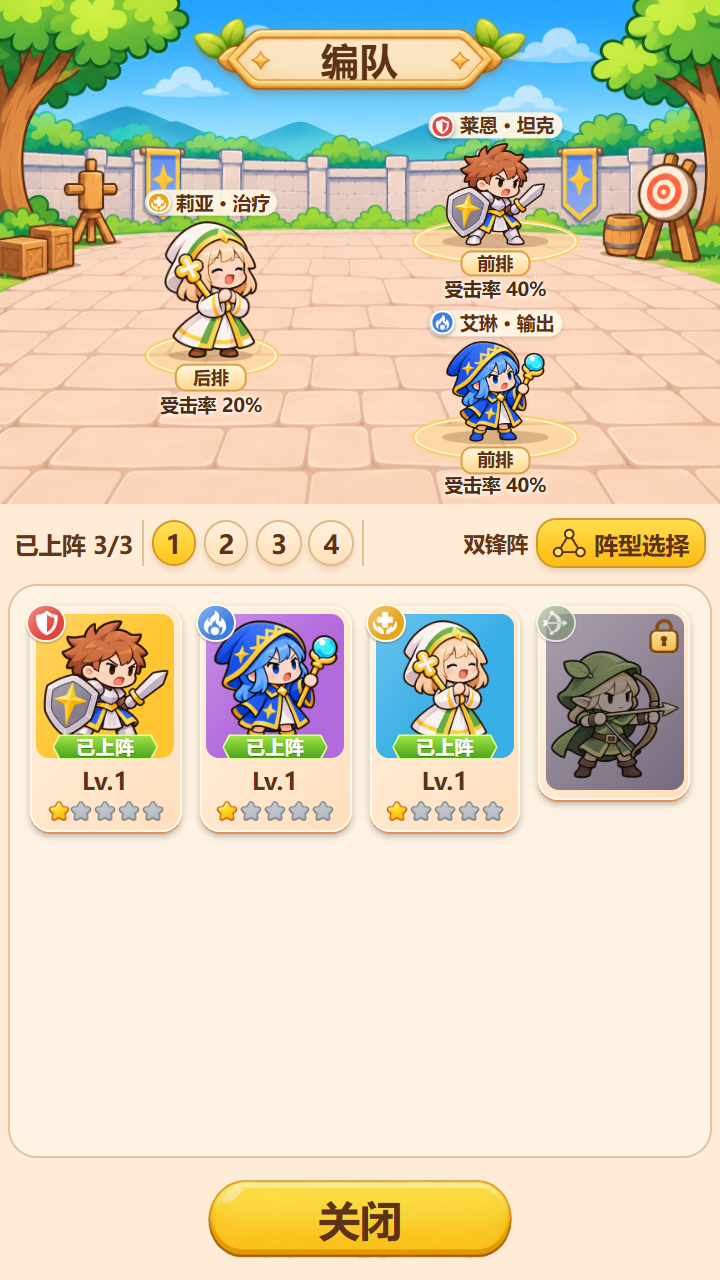 编队
莱恩·坦克
莉亚·治疗
前排
受击率 40%
艾琳·输出
后排
受击率 20%
前排
受击率 40%
已上阵 3/3
1
2
3
4
双锋阵
阵型选择
已上阵
Lv.1
已上阵
Lv.1
已上阵
Lv.1
关闭